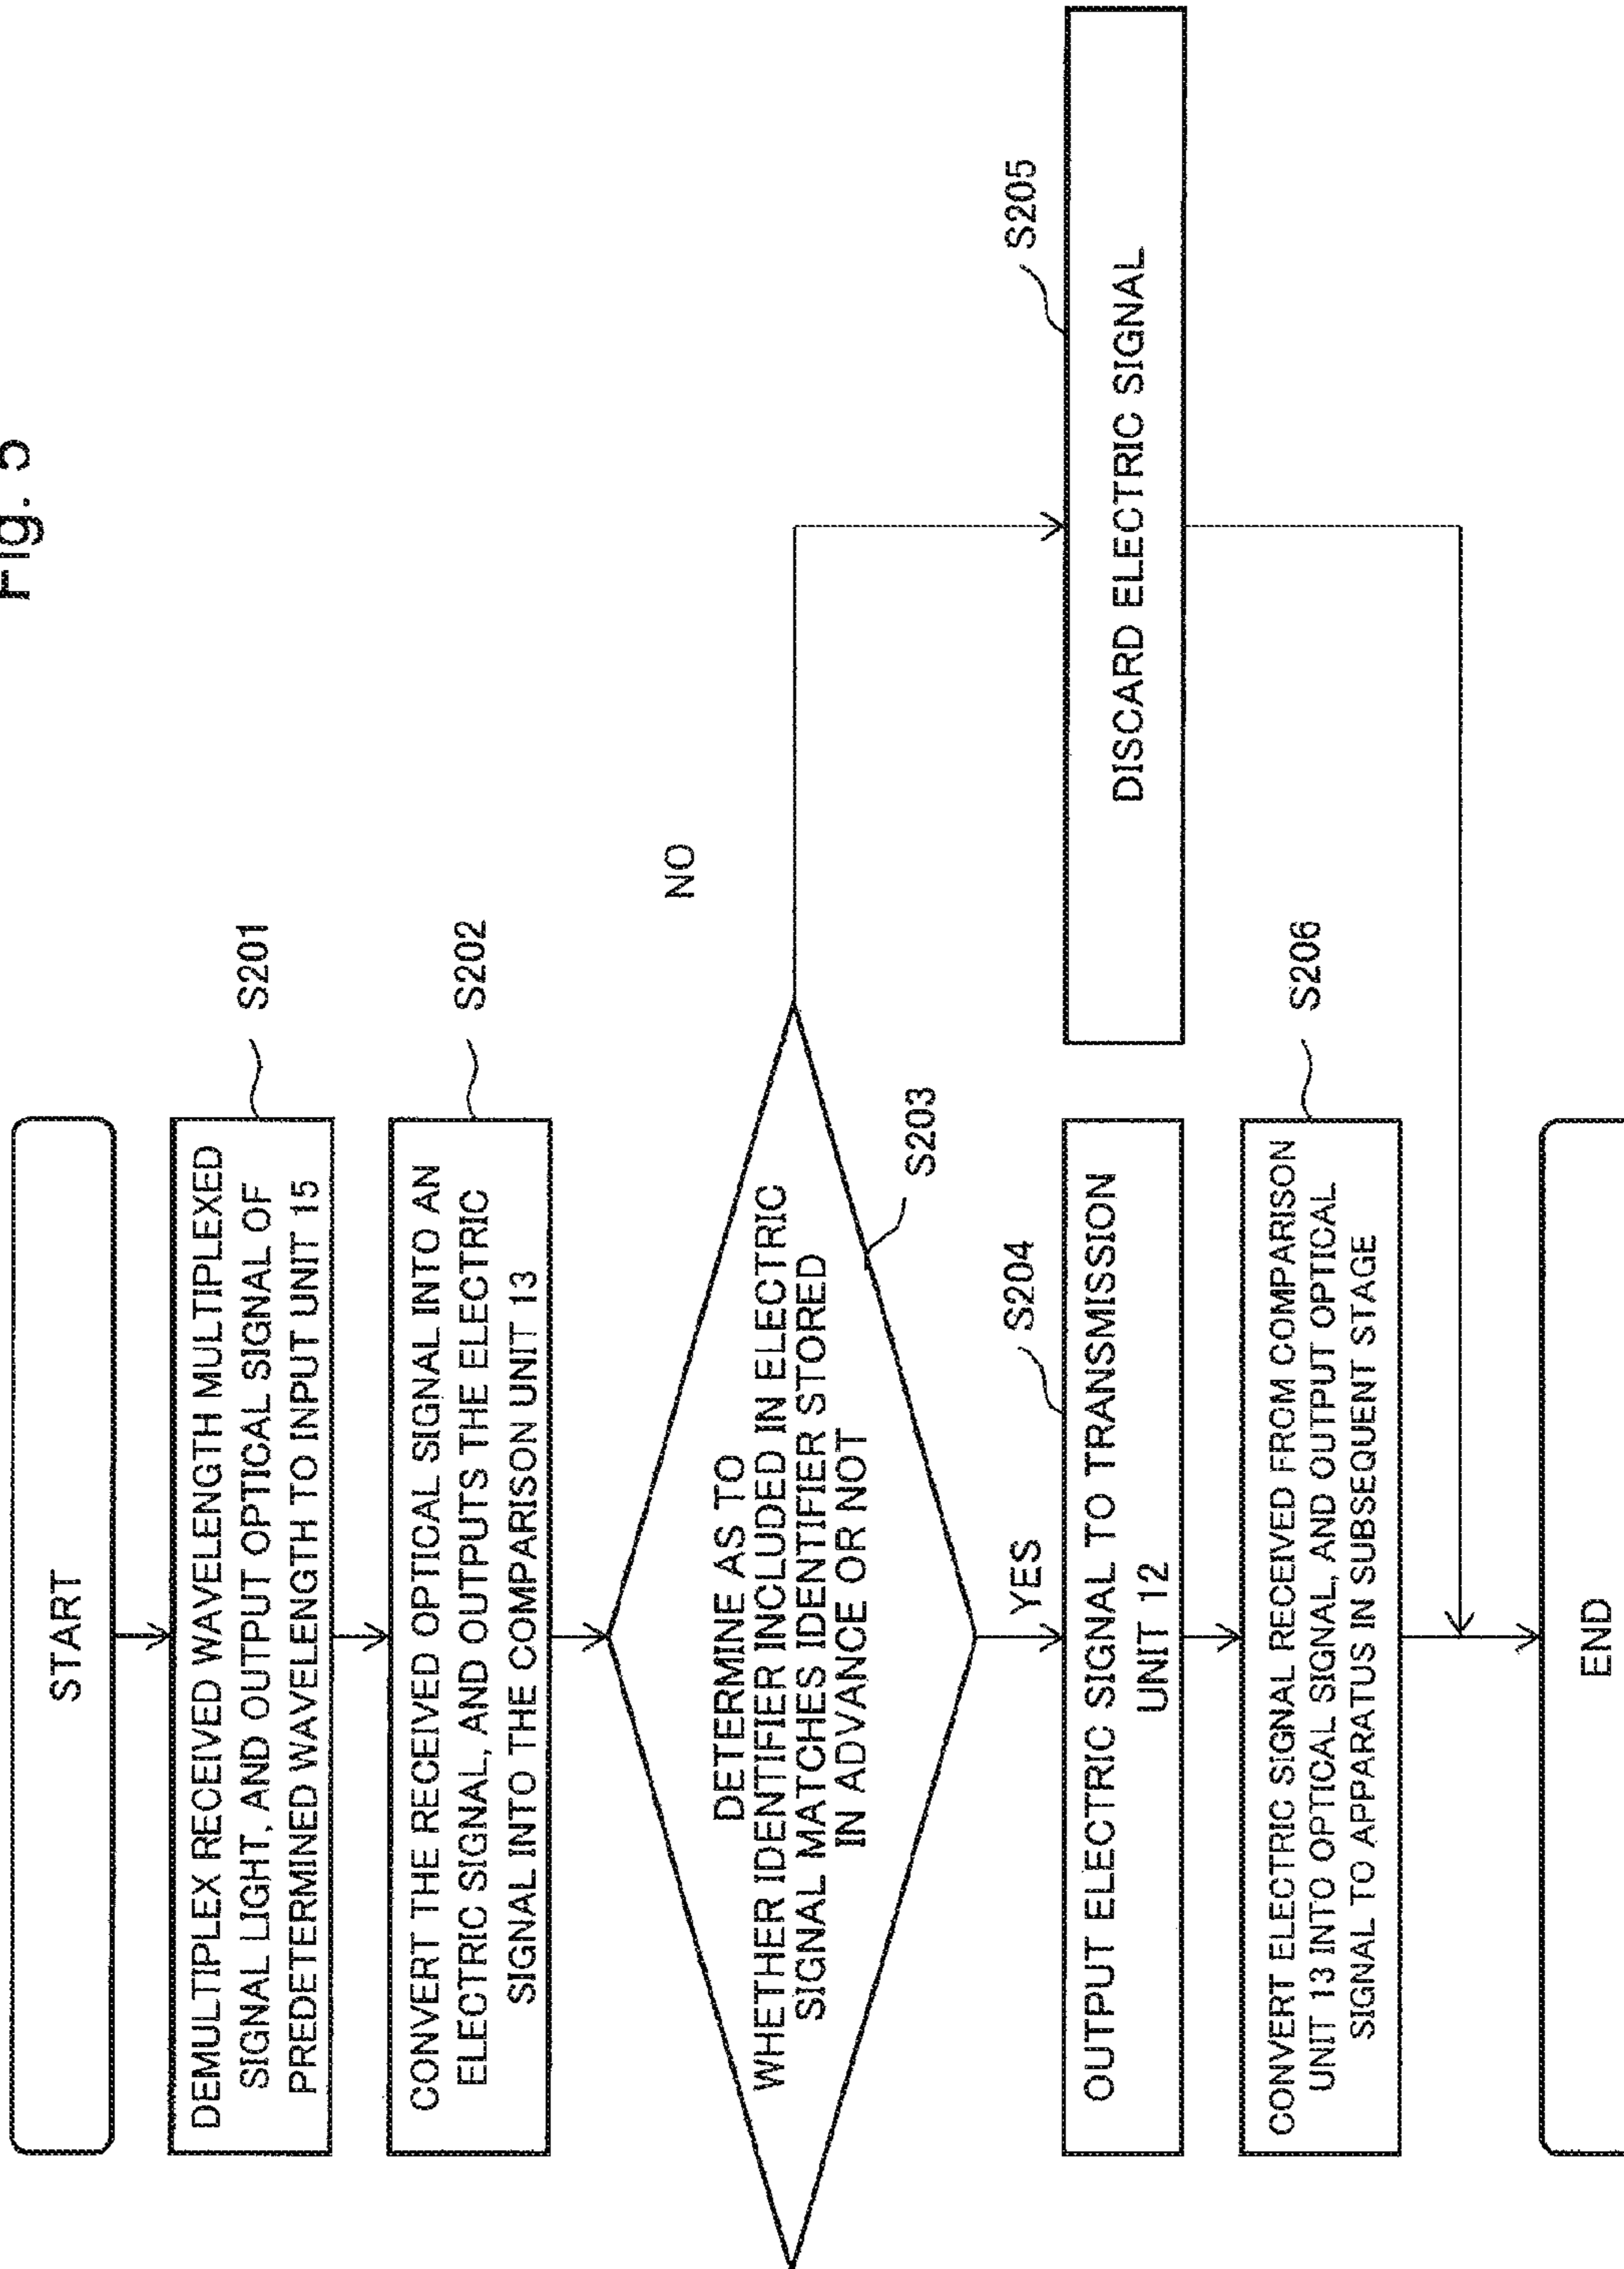 Fig. 5
START
DEMULTIPLEX RECEIVED WAVELENGTH MULTIPLEXED
SIGNAL LIGHT, AND OUTPUT OPTICAL SIGNAL OF
PREDETERMINED WAVELENGTH TO INPUT UNIT 15
S201
CONVERT THE RECEIVED OPTICAL SIGNAL INTO AN
ELECTRIC SIGNAL, AND OUTPUTS THE ELECTRIC
SIGNAL INTO THE COMPARISON UNIT 13
S202
DETERMINE AS TO
WHETHER IDENTIFIER INCLUDED IN ELECTRIC
SIGNAL MATCHES IDENTIFIER STORED
IN ADVANCE OR NOT
S203
NO
YES
S204
OUTPUT ELECTRIC SIGNAL TO TRANSMISSION
UNIT 12
S205
DISCARD ELECTRIC SIGNAL
CONVERT ELECTRIC SIGNAL RECEIVED FROM COMPARISON
UNIT 13 INTO OPTICAL SIGNAL, AND OUTPUT OPTICAL
SIGNAL TO APPARATUS IN SUBSEQUENT STAGE
S206
END